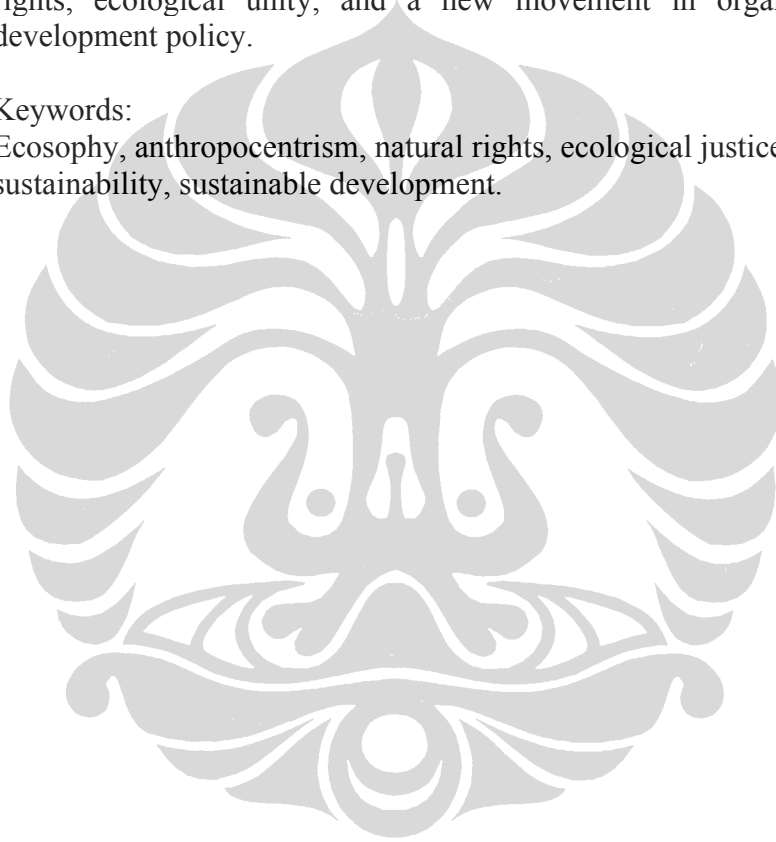 rights, ecological unity, and a new movement in
development policy.
Keywords:
Ecosophy, anthropocentrism, natural rights, ecological justice
sustainability, sustainable development.